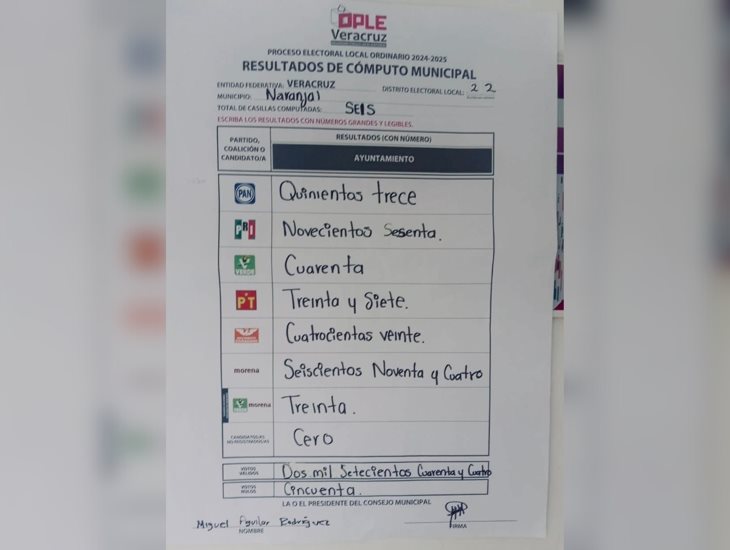 OPLE
Veracruz
PROCESO ELECTORAL LOCAL ORDINARIO 2024-2025
RESULTADOS DE CÓMPUTO MUNICIPAL
ENTIDAD FEDERATIVA: VERACRUZ DISTRITO ELECTORAL LOCAL: 22
MUNICIPIO: Naranjal
TOTAL DE CASILLAS COMPUTADAS: SEIS
ESCRIBA LOS RESULTADOS CON NÚMEROS GRANDES Y LEGIBLES.
PARTIDO, COALICIÓN O CANDIDATO/A
RESULTADOS (CON NÚMERO)
AYUNTAMIENTO
PAN Quinientos trece
PRI Novecientos Sesenta.
VERDE Cuarenta
PT Treinta y Siete.
Cuatrocientas veinte.
morena Seiscientos Noventa y Cuatro
morena Treinta.
CANDIDATOS/AS NO REGISTRADOS/AS Cero
VOTOS VÁLIDOS Dos mil Setecientos Cuarenta y Cuatro
VOTOS NULOS Cincuenta.
LA O EL PRESIDENTE DEL CONSEJO MUNICIPAL
Miguel Aguilar Rodríguez
NOMBRE FIRMA